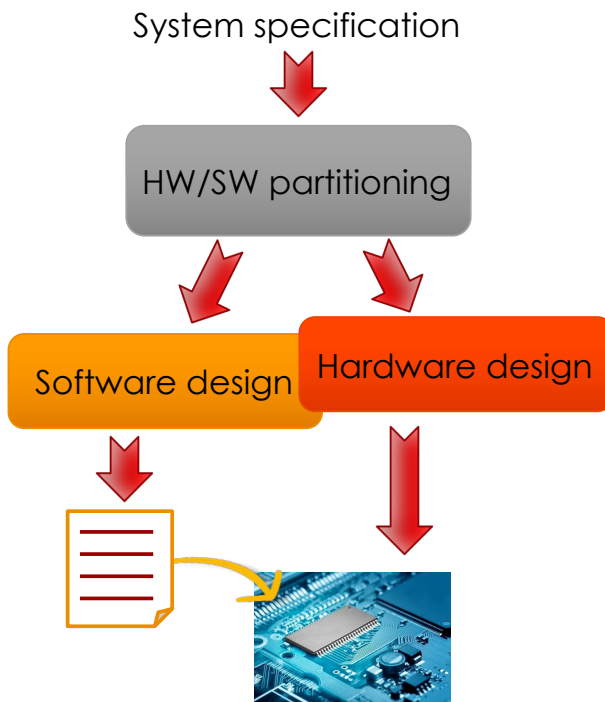 System specification
HW/SW partitioning
Software design
Hardware design